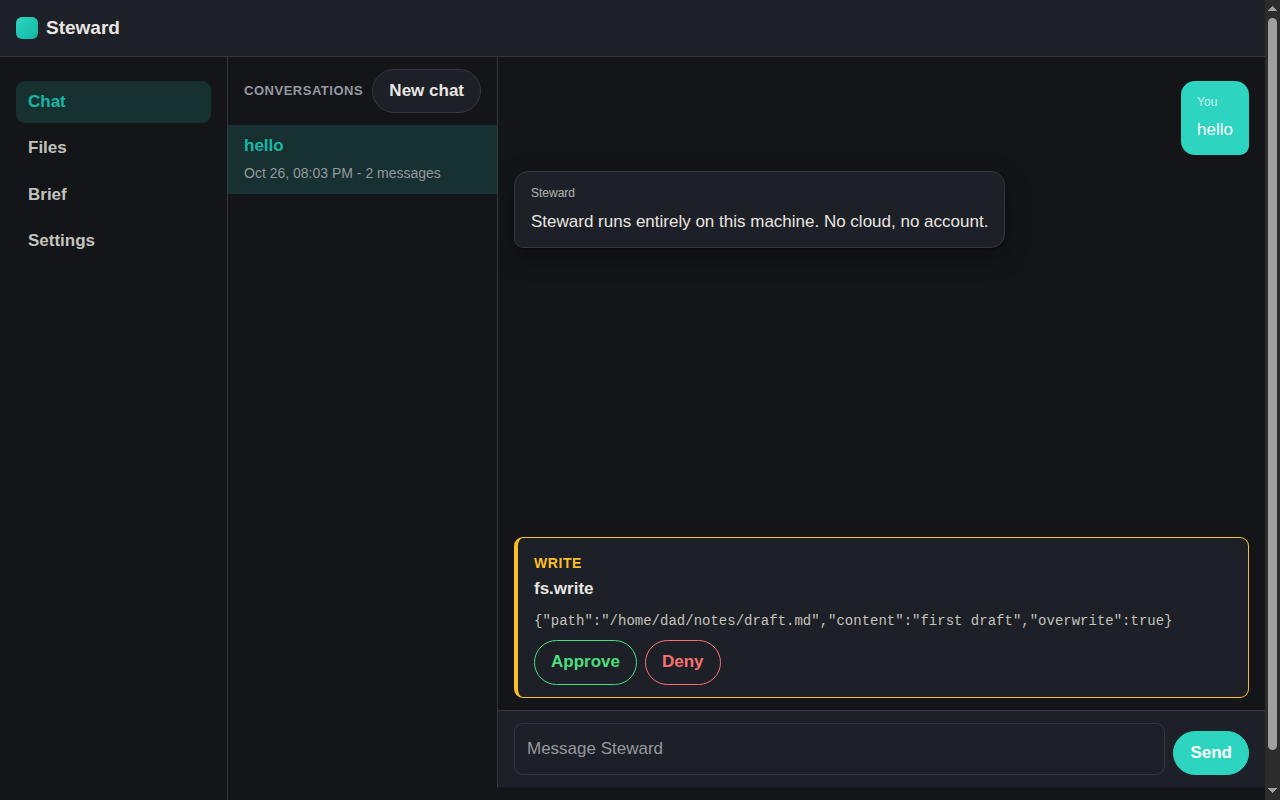 Steward
Chat
Files
Brief
Settings
CONVERSATIONS
New chat
hello
Oct 26, 08:03 PM - 2 messages
You
hello
Steward
Steward runs entirely on this machine. No cloud, no account.
WRITE
fs.write
{"path":"/home/dad/notes/draft.md","content":"first draft","overwrite":true}
Approve
Deny
Message Steward
Send